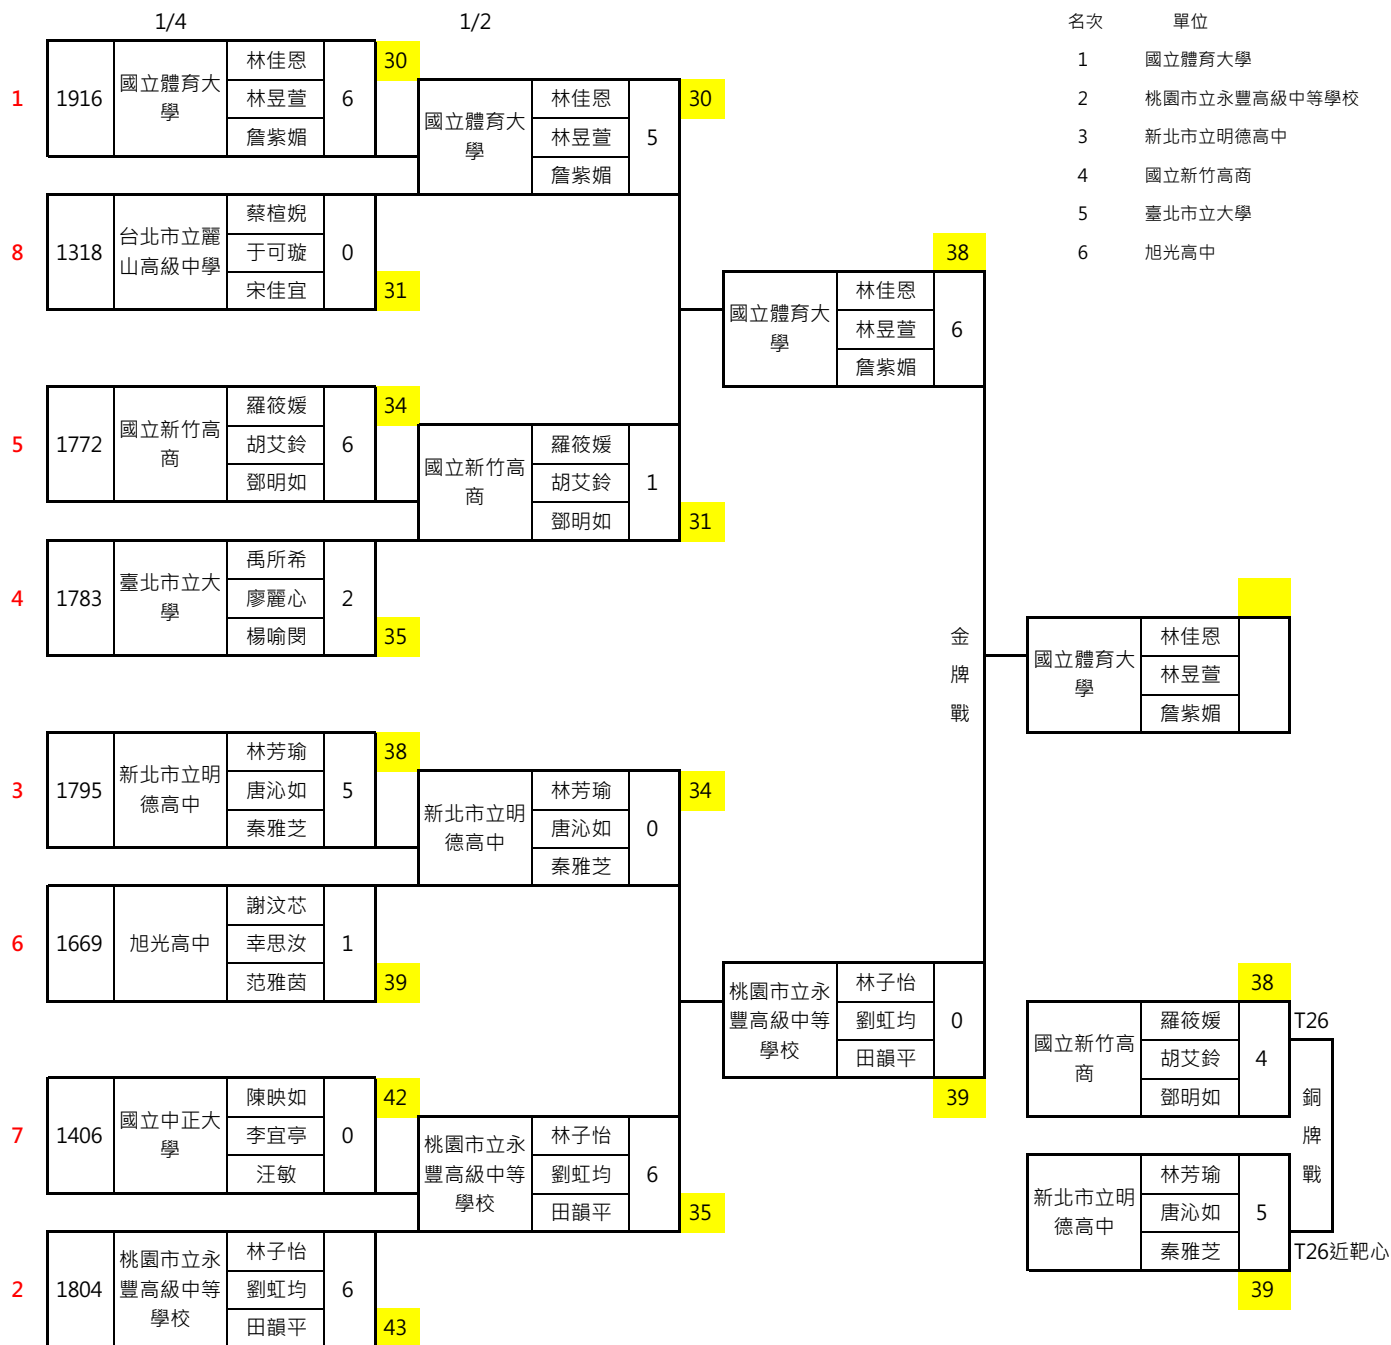 1/4
1/2
名次 單位
1 國立體育大學
2 桃園市立永豐高級中等學校
3 新北市立明德高中
4 國立新竹高商
5 臺北市立大學
6 旭光高中
1 1916
國立體育大
學
林佳恩
林昱萱
詹紫媚
6
30
8 1318
台北市立麗
山高級中學
蔡楦婗
于可璇
宋佳宜
0
31
5 1772
國立新竹高
商
羅筱媛
胡艾鈴
鄧明如
6
34
4 1783
臺北市立大
學
禹所希
廖麗心
楊喻閔
2
35
3 1795
新北市立明
德高中
林芳瑜
唐沁如
秦雅芝
5
38
6 1669
旭光高中
謝汶芯
幸思汝
范雅茵
1
39
7 1406
國立中正大
學
陳映如
李宜亭
汪敏
0
42
2 1804
桃園市立永
豐高級中等
學校
林子怡
劉虹均
田韻平
6
43
國立體育大
學
林佳恩
林昱萱
詹紫媚
5
30
國立新竹高
商
羅筱媛
胡艾鈴
鄧明如
1
31
新北市立明
德高中
林芳瑜
唐沁如
秦雅芝
0
34
桃園市立永
豐高級中等
學校
林子怡
劉虹均
田韻平
6
35
38
國立體育大
學
林佳恩
林昱萱
詹紫媚
6
金
牌
戰
桃園市立永
豐高級中等
學校
林子怡
劉虹均
田韻平
0
39
國立體育大
學
林佳恩
林昱萱
詹紫媚
38
國立新竹高
商
羅筱媛
胡艾鈴
鄧明如
4
T26
銅
牌
戰
新北市立明
德高中
林芳瑜
唐沁如
秦雅芝
5
T26近靶心
39